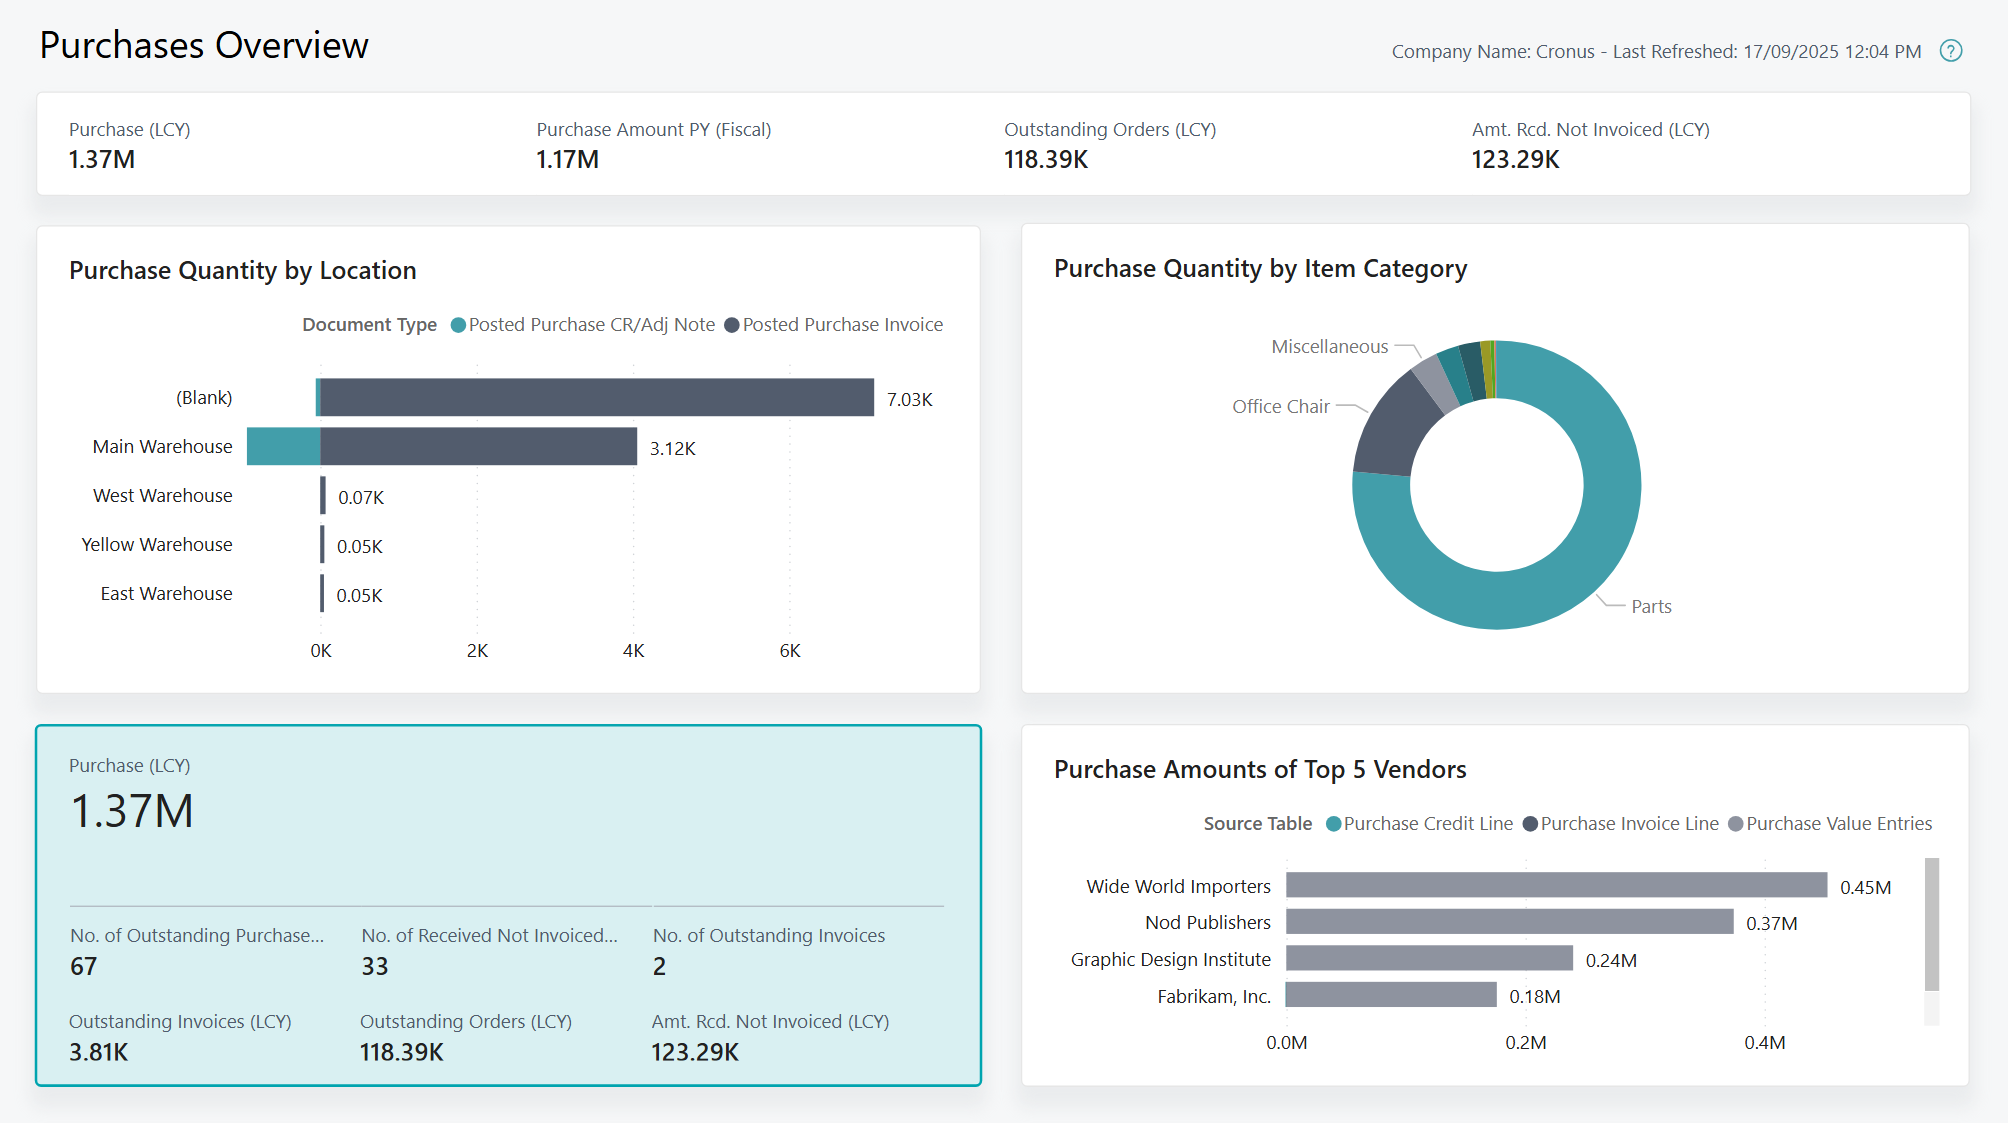 Purchases Overview
Company Name: Cronus - Last Refreshed: 17/09/2025 12:04 PM
?
Purchase (LCY)
1.37M
Purchase Amount PY (Fiscal)
1.17M
Outstanding Orders (LCY)
118.39K
Amt. Rcd. Not Invoiced (LCY)
123.29K
Purchase Quantity by Location
Document Type Posted Purchase CR/Adj Note Posted Purchase Invoice
(Blank) 7.03K
Main Warehouse 3.12K
West Warehouse 0.07K
Yellow Warehouse 0.05K
East Warehouse 0.05K
0K 2K 4K 6K
Purchase Quantity by Item Category
Miscellaneous
Office Chair
Parts
Purchase (LCY)
1.37M
No. of Outstanding Purchase...
67
No. of Received Not Invoiced...
33
No. of Outstanding Invoices
2
Outstanding Invoices (LCY)
3.81K
Outstanding Orders (LCY)
118.39K
Amt. Rcd. Not Invoiced (LCY)
123.29K
Purchase Amounts of Top 5 Vendors
Source Table Purchase Credit Line Purchase Invoice Line Purchase Value Entries
Wide World Importers 0.45M
Nod Publishers 0.37M
Graphic Design Institute 0.24M
Fabrikam, Inc. 0.18M
0.0M 0.2M 0.4M